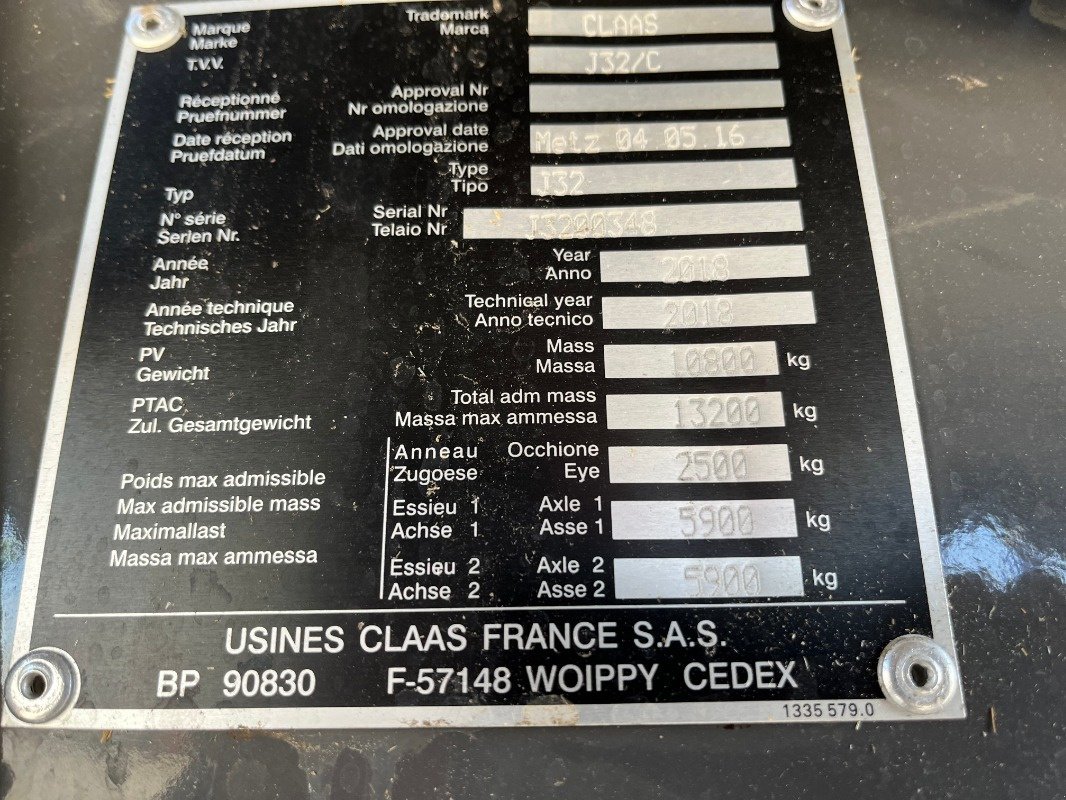 Marque Trademark CLAAS
Marke Marca
T.V.V. J32/C
Réceptionné Approval Nr
Pruefnummer Nr omologazione
Date réception Approval date Metz 04 05.16
Pruefdatum Dati omologazione
Type J32
Typ Tipo
N° série Serial Nr J3200348
Serien Nr. Telaio Nr
Année Year 2018
Jahr Anno
Année technique Technical year 2018
Technisches Jahr Anno tecnico
PV Mass 10800 kg
Gewicht Massa
PTAC Total adm mass 13200 kg
Zul. Gesamtgewicht Massa max ammessa
Poids max admissible
Max admissible mass
Maximallast
Massa max ammessa
Anneau Occhione 2500 kg
Zugoese Eye
Essieu 1 Axle 1 5900 kg
Achse 1 Asse 1
Essieu 2 Axle 2 5900 kg
Achse 2 Asse 2
USINES CLAAS FRANCE S.A.S.
BP 90830 F-57148 WOIPPY CEDEX
1335 579.0